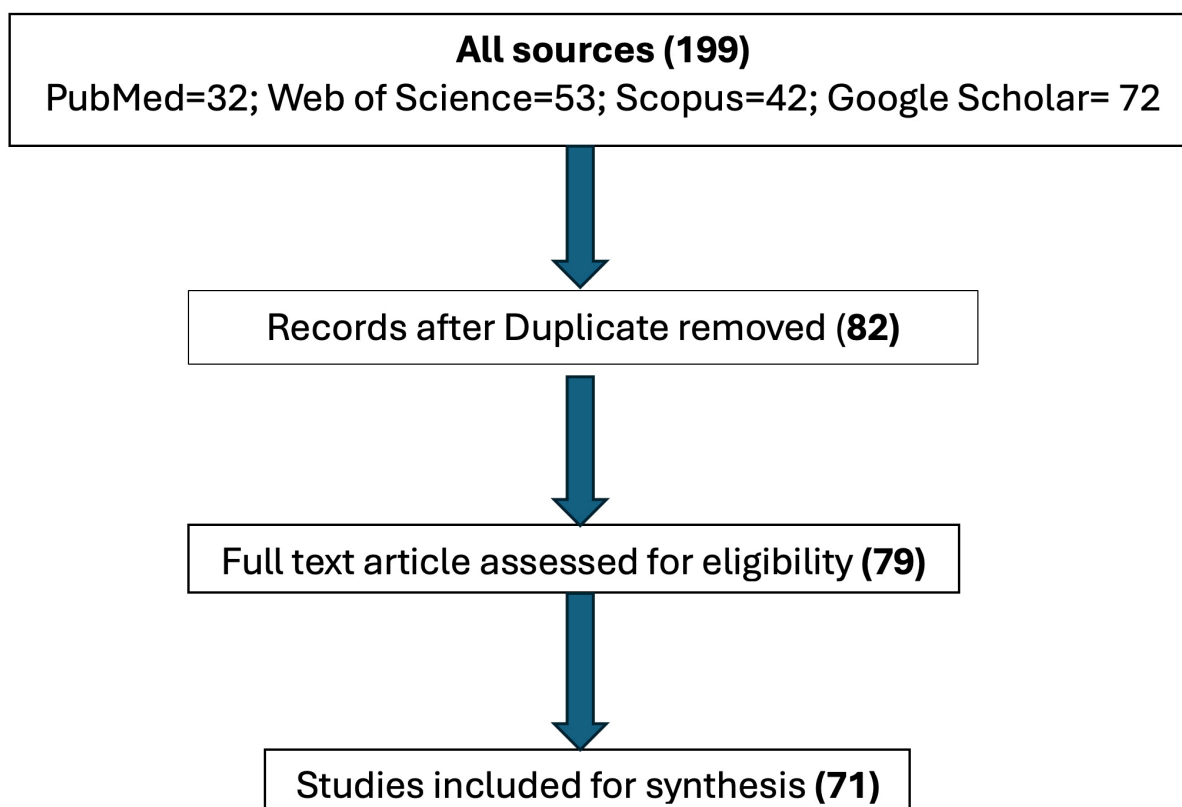 All sources (199)
PubMed=32; Web of Science=53; Scopus=42; Google Scholar= 72
Records after Duplicate removed (82)
Full text article assessed for eligibility (79)
Studies included for synthesis (71)